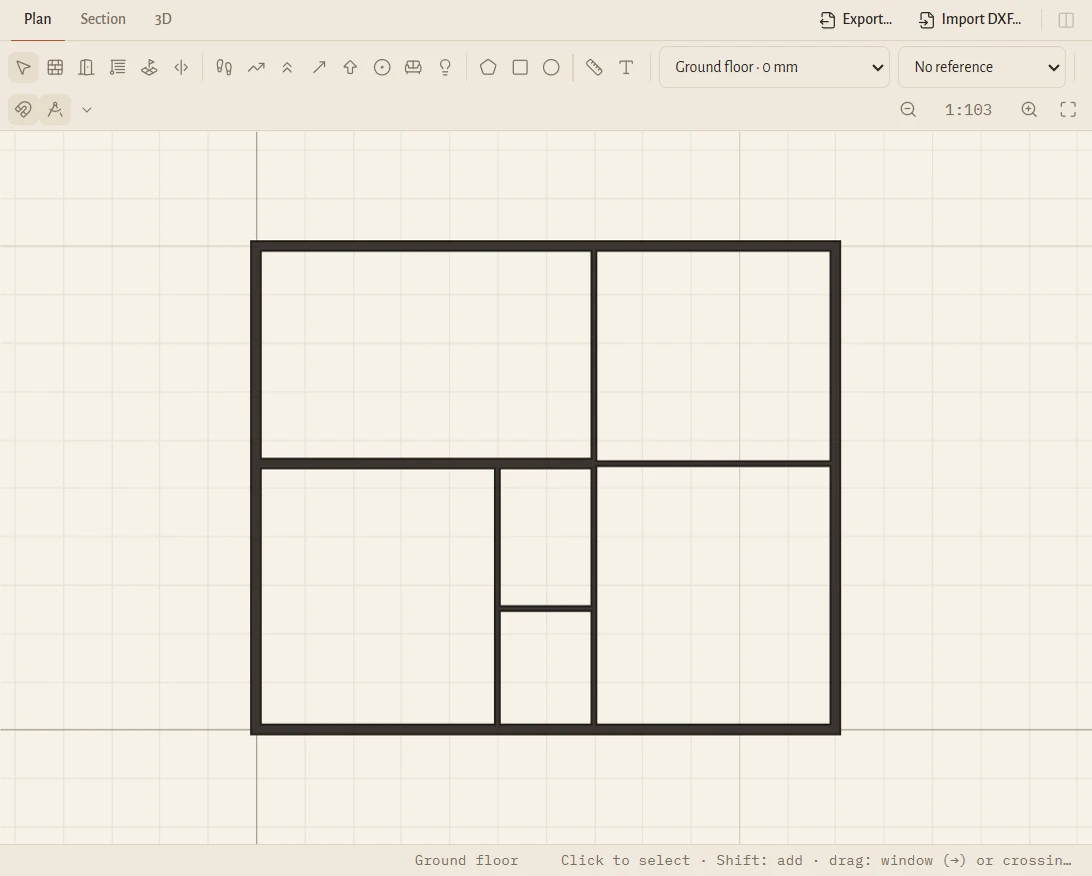 Plan Section 3D Export... Import DXF...
Ground floor · 0 mm No reference
1:103
Ground floor Click to select · Shift: add · drag: window (→) or crossin…